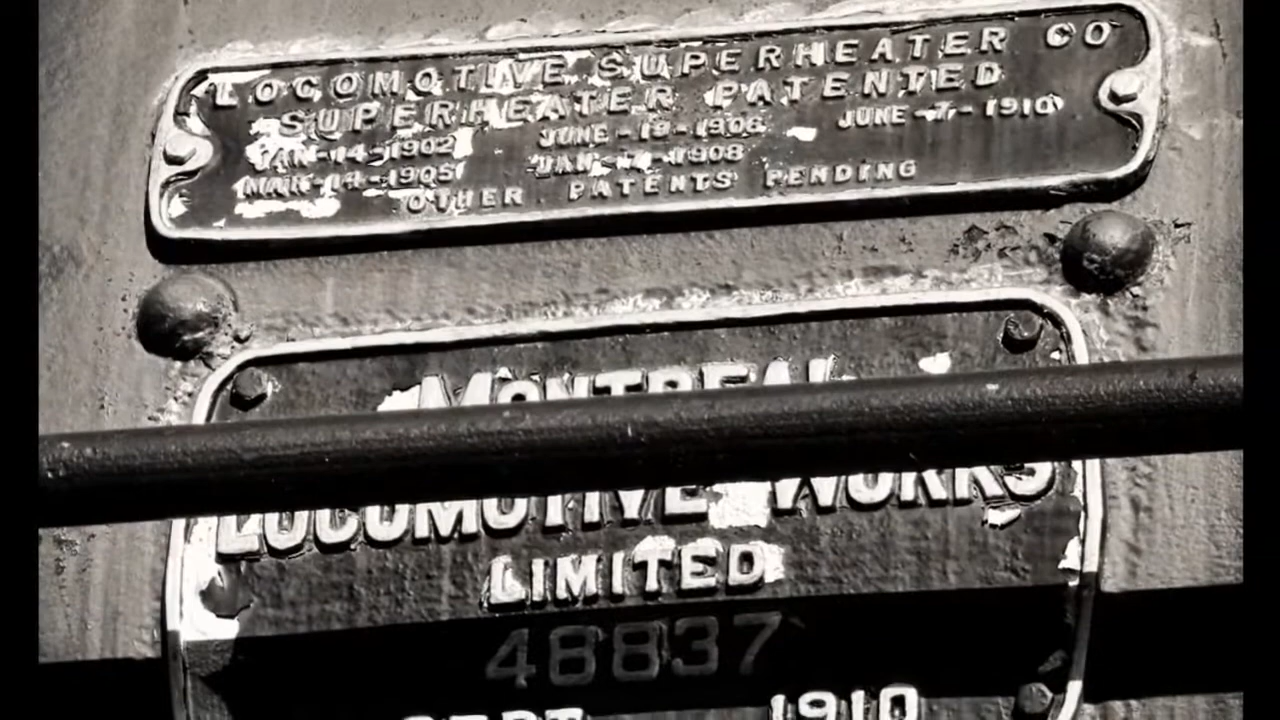 LOCOMOTIVE SUPERHEATER CO
SUPERHEATER PATENTED
JAN-14-1902 JUNE-19-1906 JUNE-7-1910
MAR-14-1905 JAN- -1908
OTHER PATENTS PENDING
MONTREAL
LOCOMOTIVE WORKS
LIMITED
48837
SEPT 1910